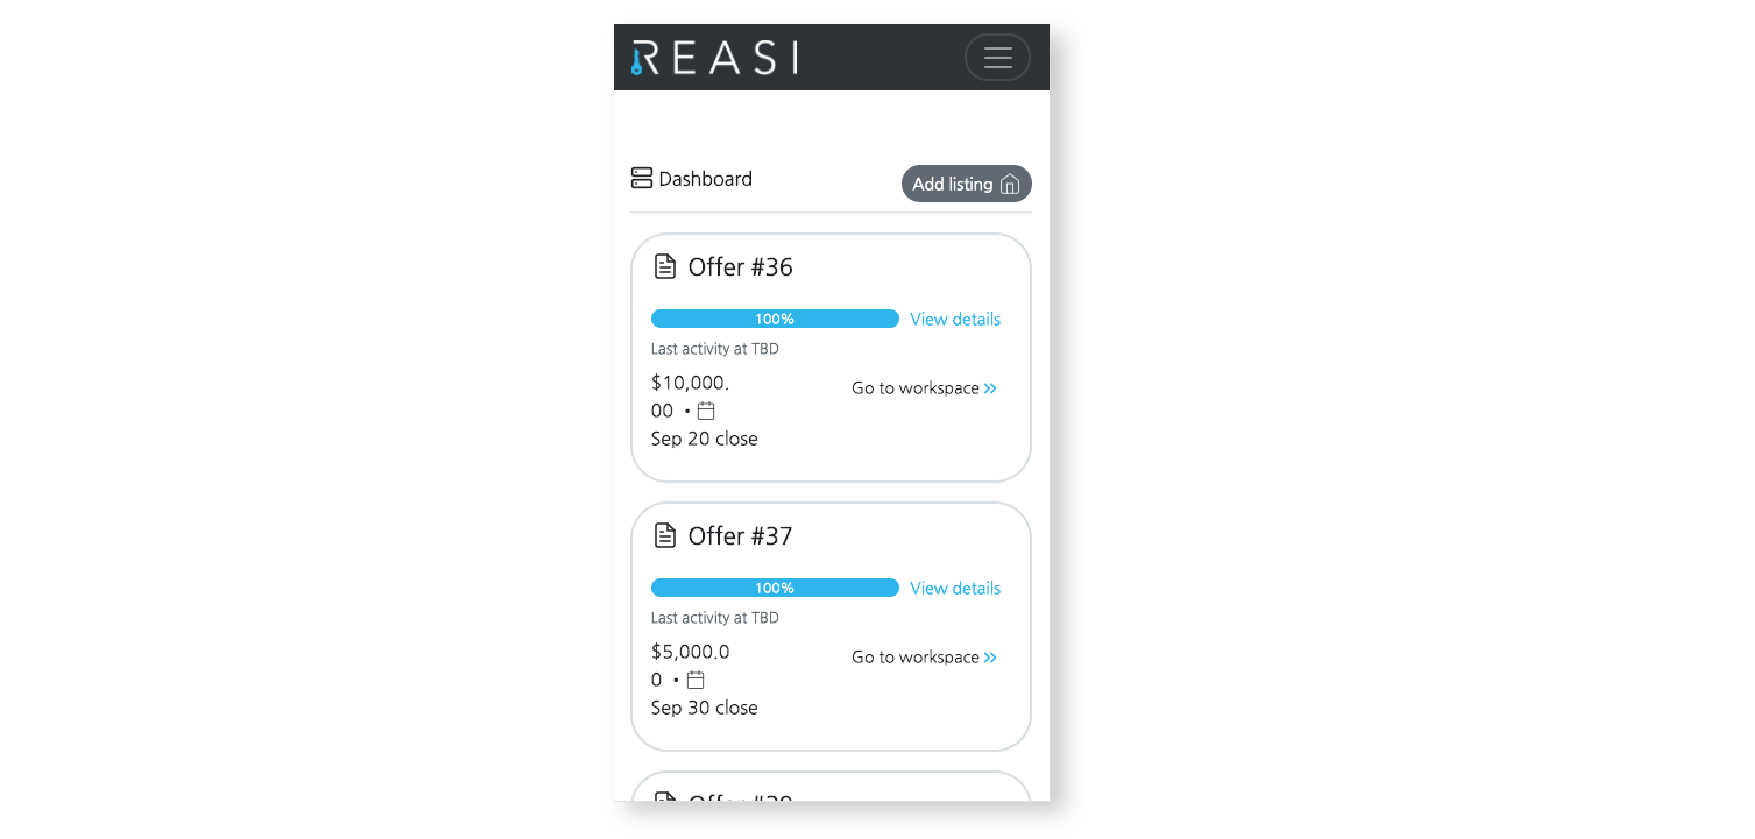 REASI
Dashboard
Add listing
Offer #36
100%
View details
Last activity at TBD
$10,000.
00 •
Sep 20 close
Go to workspace »
Offer #37
100%
View details
Last activity at TBD
$5,000.0
0 •
Sep 30 close
Go to workspace »